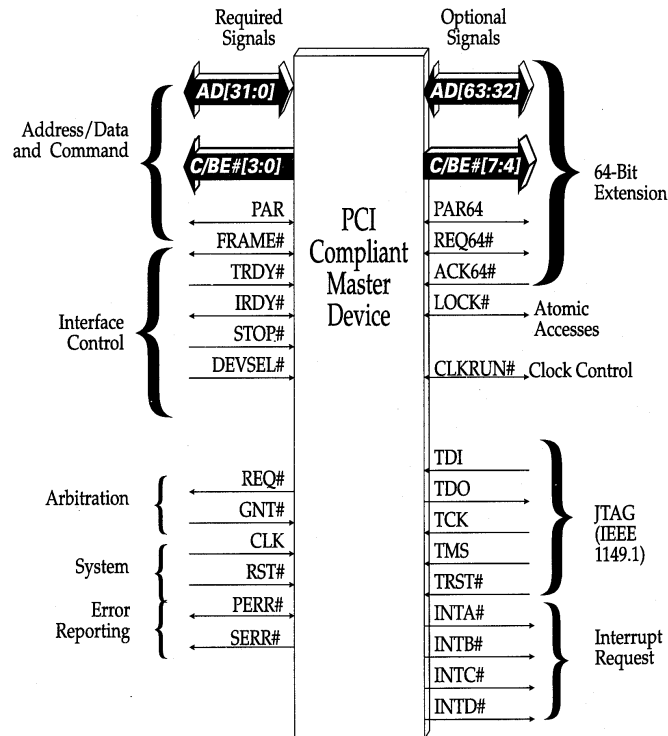 Required
Signals
Optional
Signals
AD[31:0]
AD[63:32]
Address/Data
and Command
C/BE#[3:0]
C/BE#[7:4]
64-Bit
Extension
PAR
PAR64
FRAME#
REQ64#
TRDY#
ACK64#
IRDY#
LOCK#
Atomic
Accesses
STOP#
DEVSEL#
CLKRUN#
Clock Control
Interface
Control
PCI
Compliant
Master
Device
TDI
REQ#
TDO
Arbitration
GNT#
TCK
JTAG
(IEEE
1149.1)
CLK
TMS
System
RST#
TRST#
Error
Reporting
PERR#
INTA#
SERR#
INTB#
Interrupt
Request
INTC#
INTD#